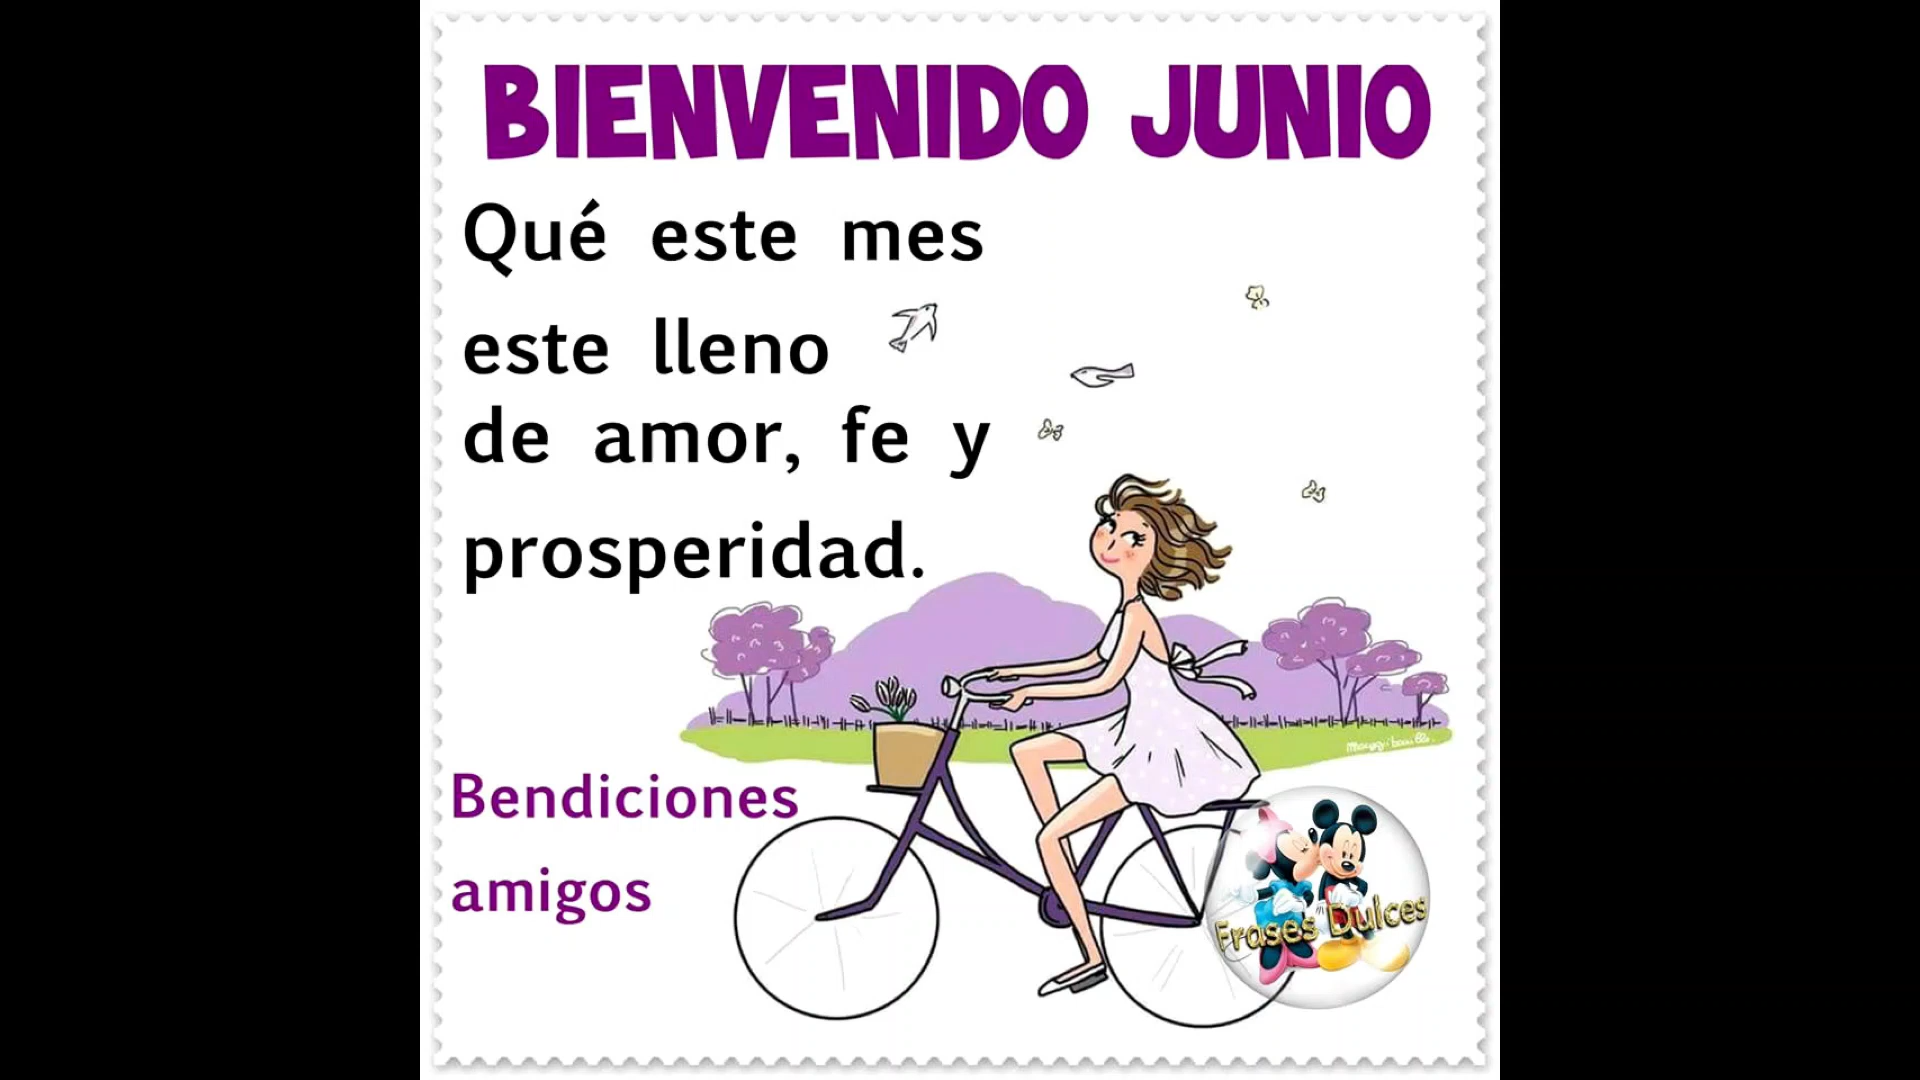 BIENVENIDO JUNIO
Qué este mes
este lleno
de amor, fe y
prosperidad.
Bendiciones
amigos
Frases Dulces